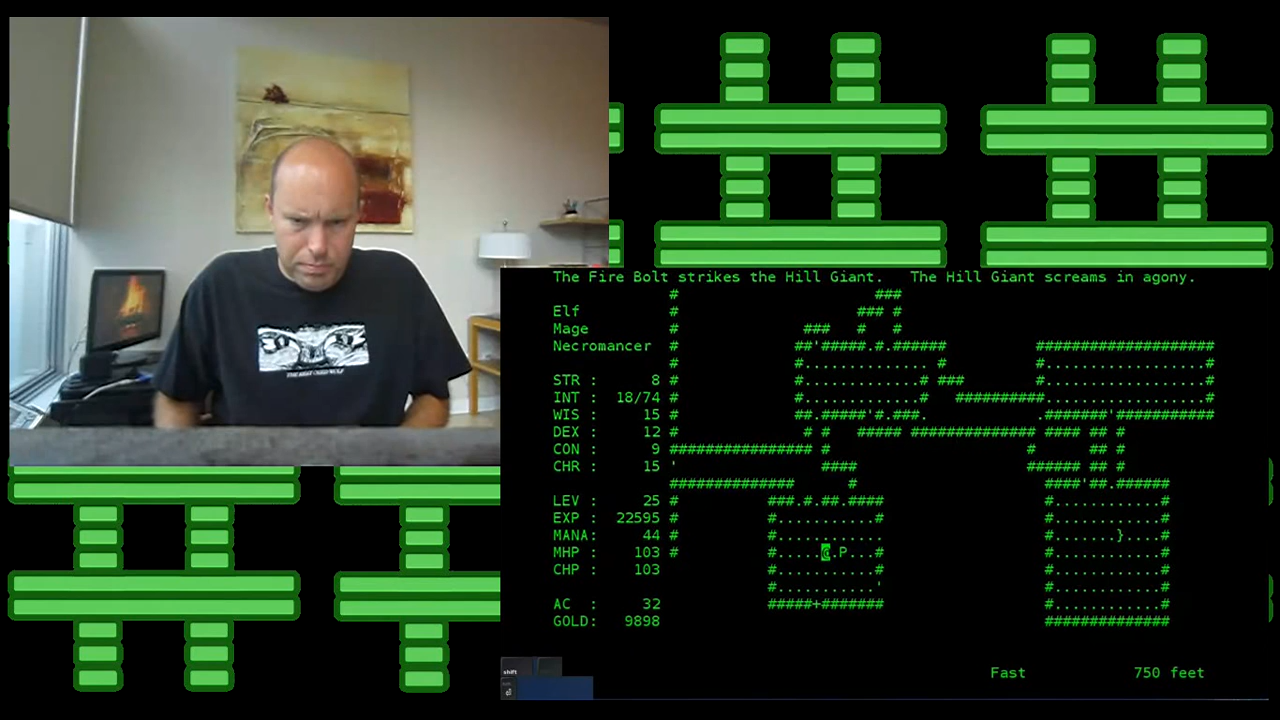 The Fire Bolt strikes the Hill Giant.   The Hill Giant screams in agony.
Elf
Mage
Necromancer
STR :       8
INT :   18/74
WIS :      15
DEX :      12
CON :       9
CHR :      15
LEV :      25
EXP :   22595
MANA:      44
MHP :     103
CHP :     103
AC  :      32
GOLD:    9898
Fast
750 feet
shift